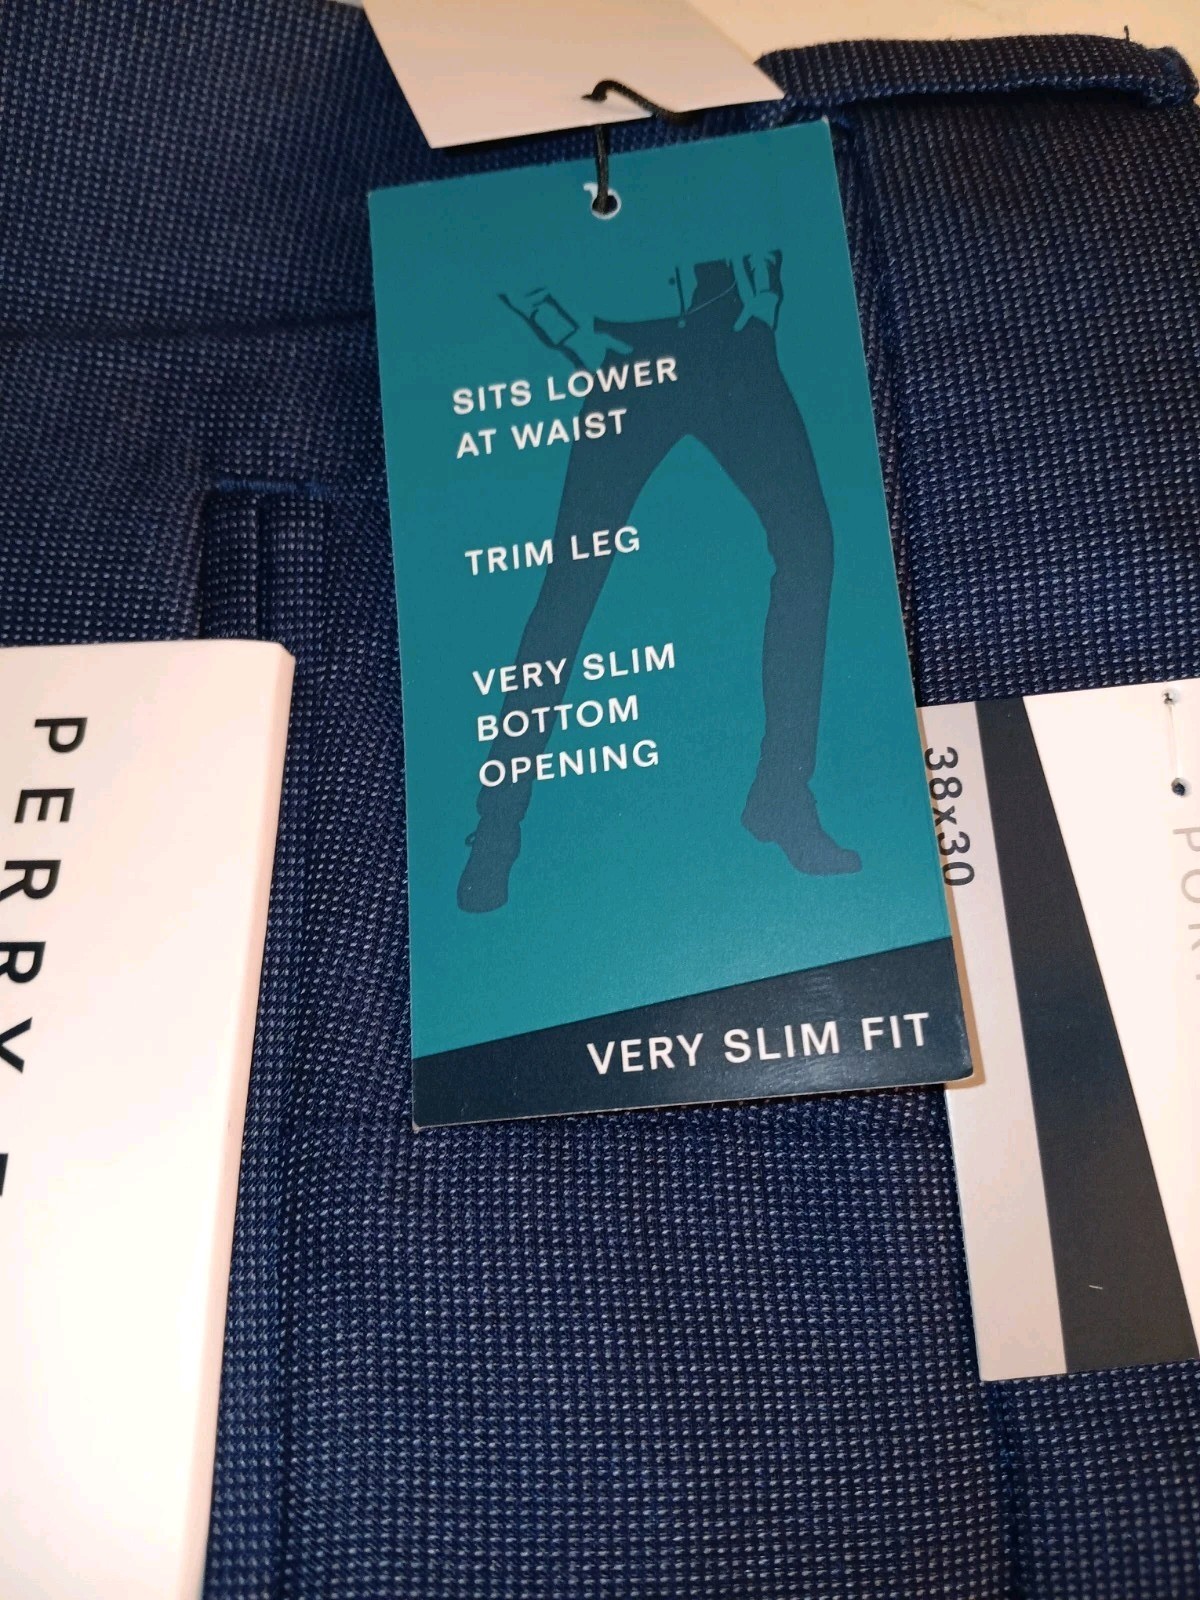 SITS LOWER
AT WAIST
TRIM LEG
VERY SLIM
BOTTOM
OPENING
VERY SLIM FIT
PERRY
38x30